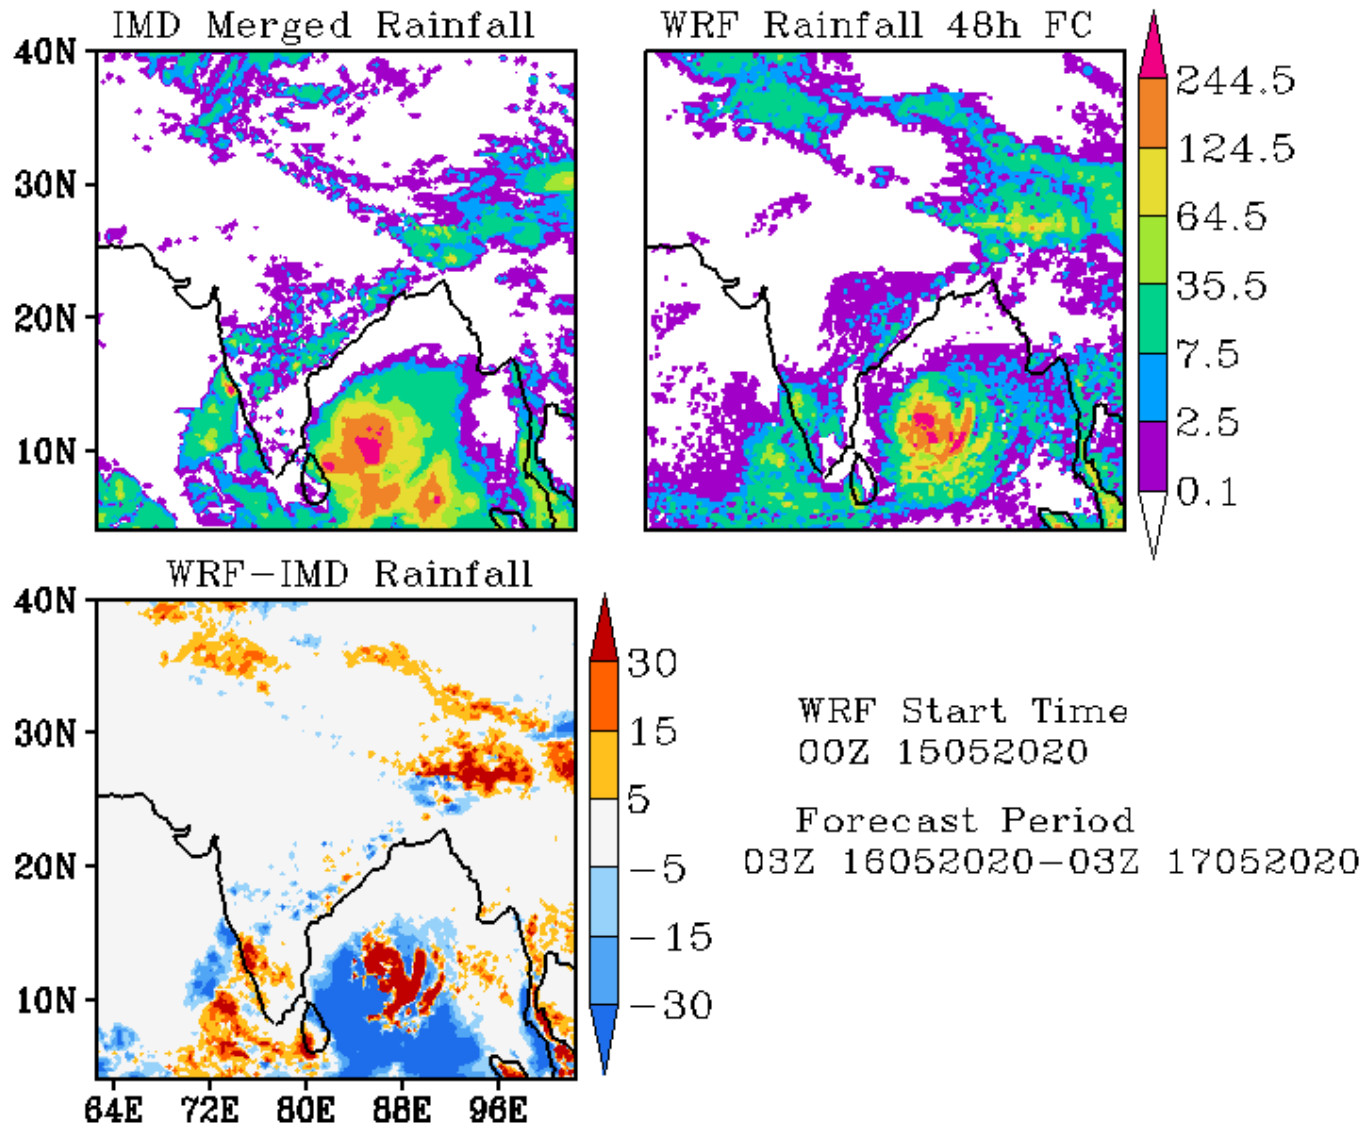 IMD Merged Rainfall
WRF Rainfall 48h FC
40N
30N
20N
10N
244.5
124.5
64.5
35.5
7.5
2.5
0.1
WRF-IMD Rainfall
40N
30N
20N
10N
64E 72E 80E 88E 96E
30
15
5
-5
-15
-30
WRF Start Time
00Z 15052020
Forecast Period
03Z 16052020-03Z 17052020